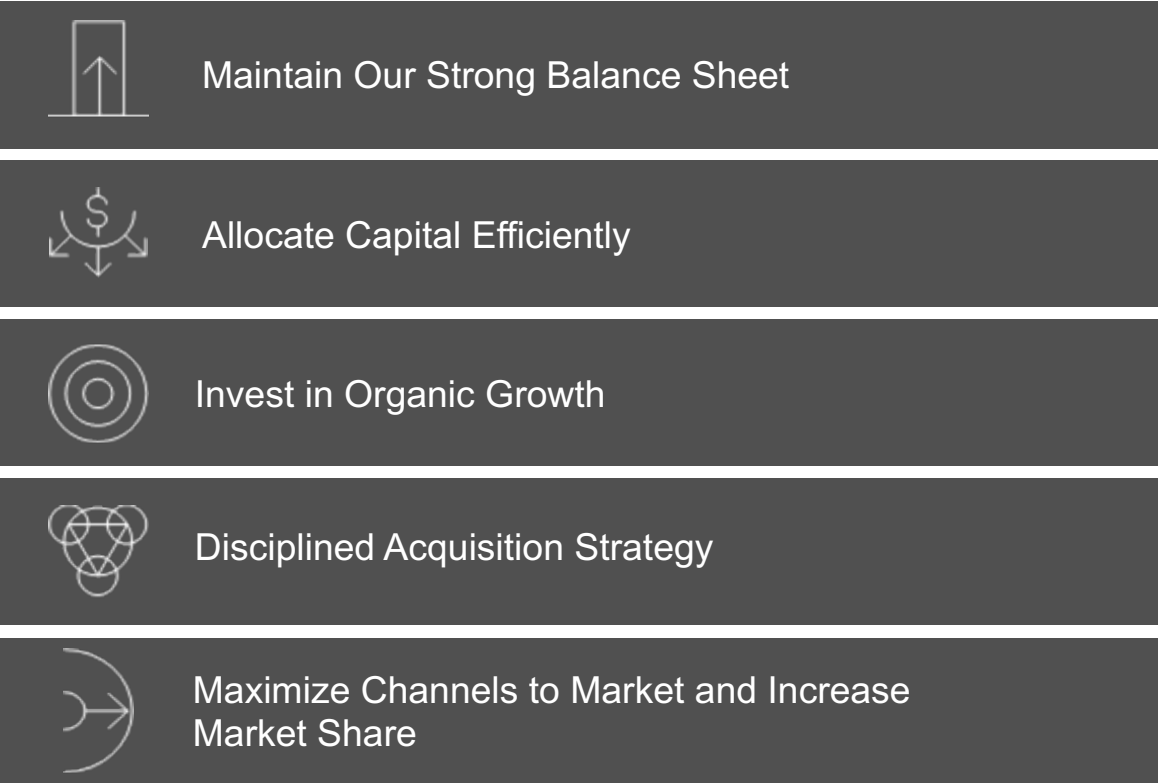 Maintain Our Strong Balance Sheet
$
Allocate Capital Efficiently
Invest in Organic Growth
Disciplined Acquisition Strategy
Maximize Channels to Market and Increase
Market Share